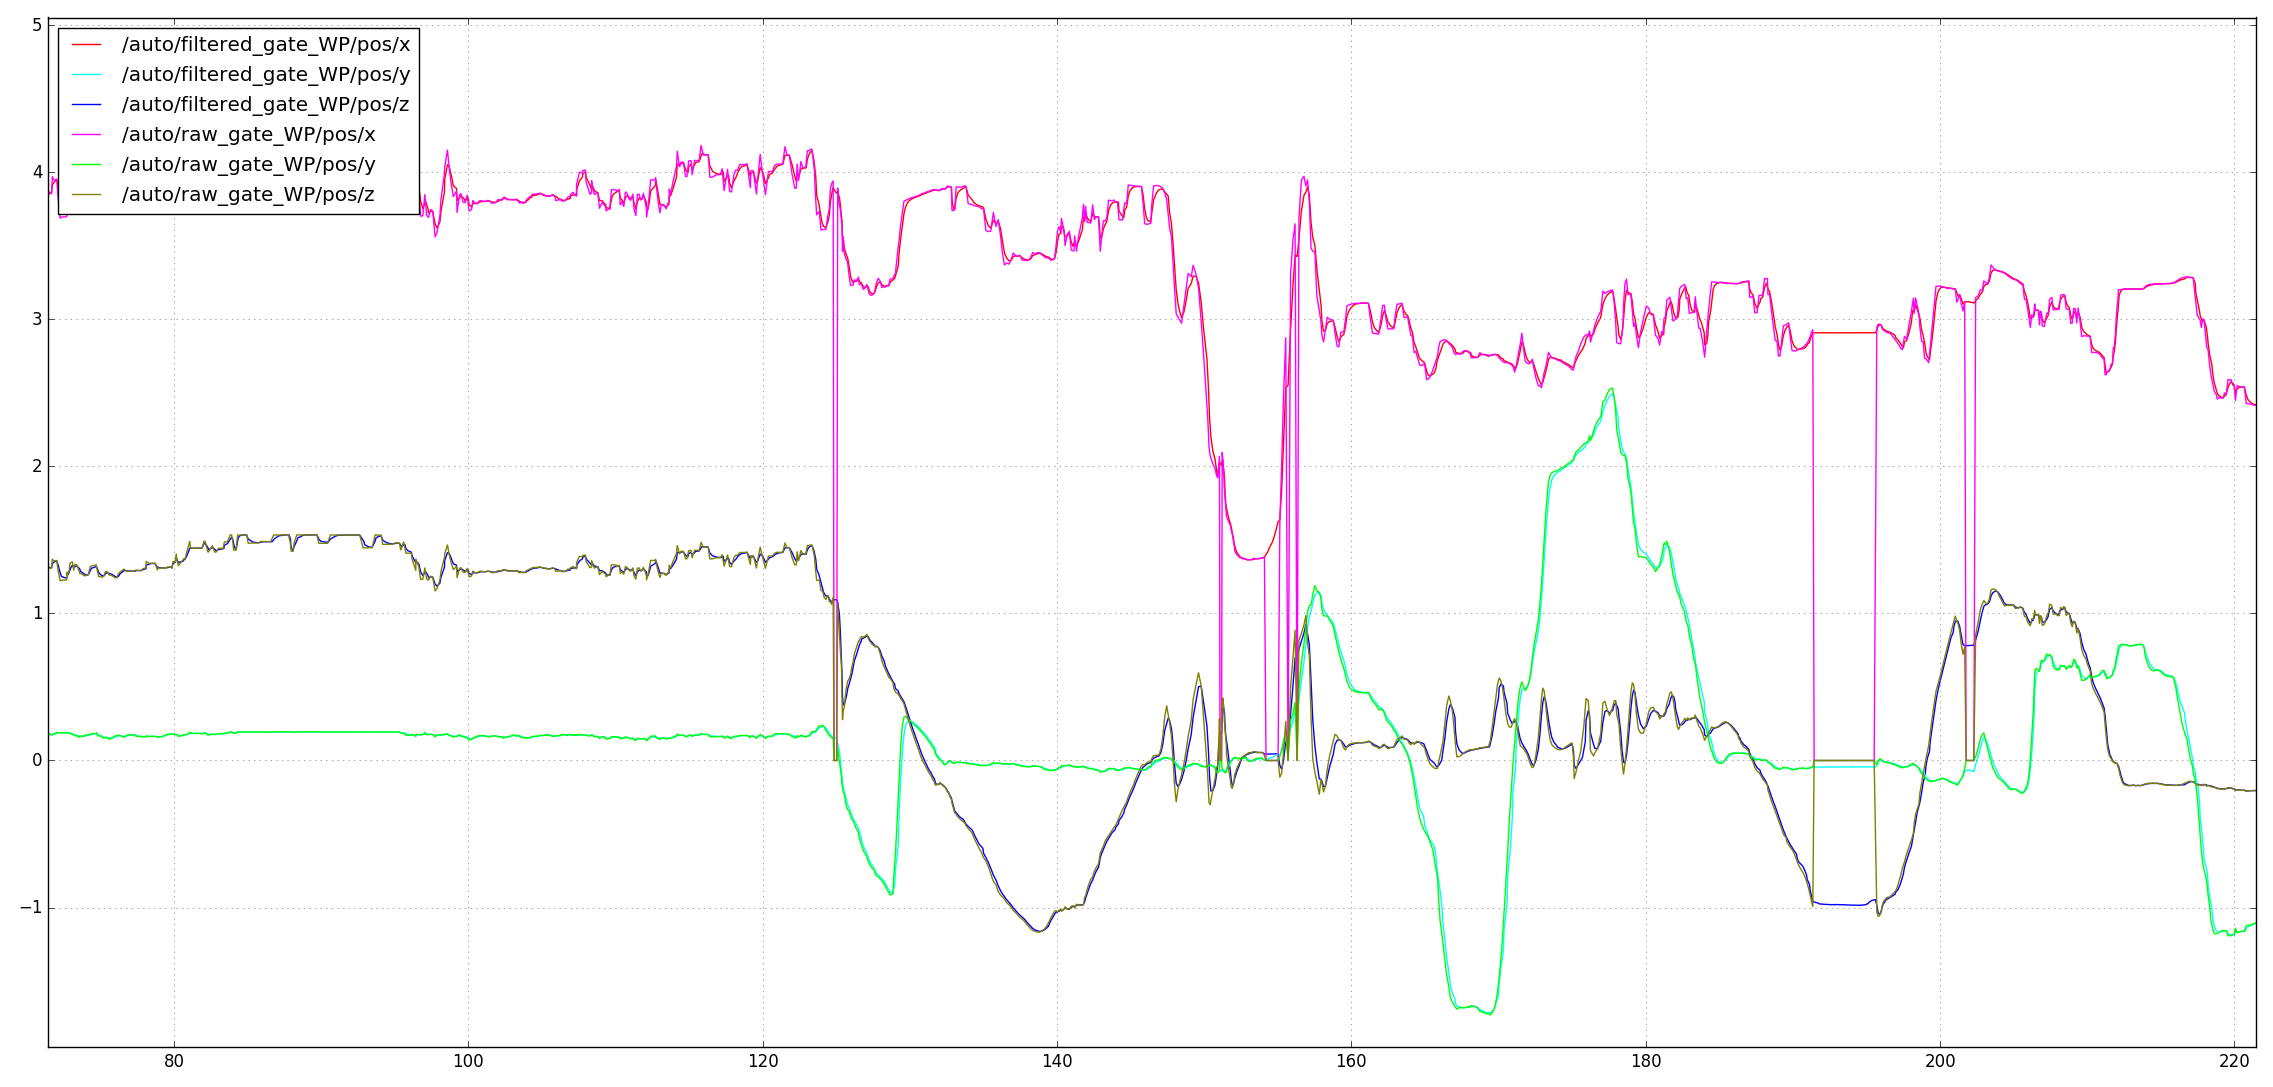 5
/auto/filtered_gate_WP/pos/x
/auto/filtered_gate_WP/pos/y
/auto/filtered_gate_WP/pos/z
/auto/raw_gate_WP/pos/x
/auto/raw_gate_WP/pos/y
/auto/raw_gate_WP/pos/z
4
3
2
1
0
−1
80 100 120 140 160 180 200 220